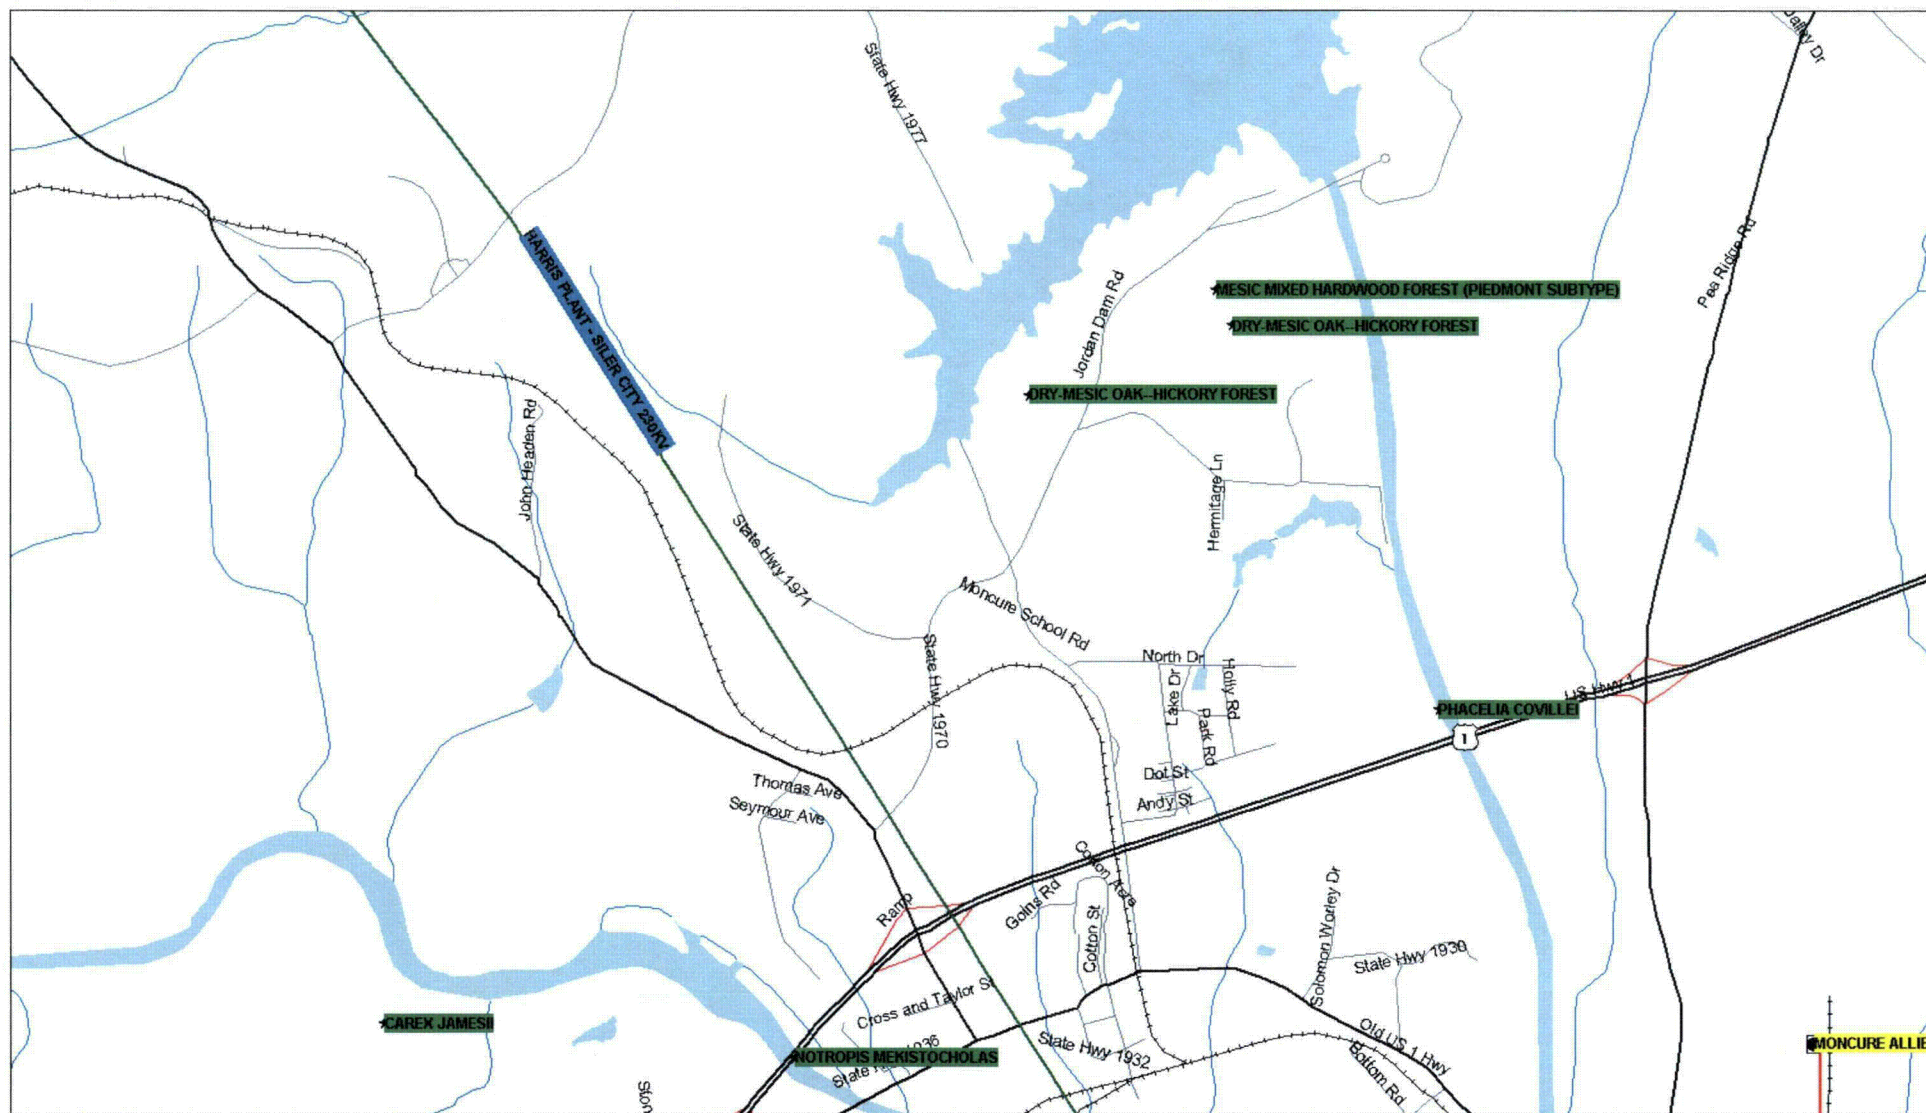 Dailey Dr
State Hwy 1977
Pea Ridge Rd
HARRIS PLANT - SILER CITY 230KV
MESIC MIXED HARDWOOD FOREST (PIEDMONT SUBTYPE)
DRY-MESIC OAK--HICKORY FOREST
Jordan Dam Rd
DRY-MESIC OAK--HICKORY FOREST
John Headen Rd
Hermitage Ln
State Hwy 1971
Moncure School Rd
State Hwy 1970
North Dr
Lake Dr
Holly Rd
Park Rd
US Hwy 1
PHACELIA COVILLEI
1
Dot St
Andy St
Thomas Ave
Seymour Ave
Cotton Acre
Ramp
Goins Rd
Cotton St
Solomon Worley Dr
State Hwy 1930
Cross and Taylor St
CAREX JAMESII
NOTROPIS MEKISTOCHOLAS
State Hwy 1932
Old US 1 Hwy
Bottom Rd
MONCURE ALLIE